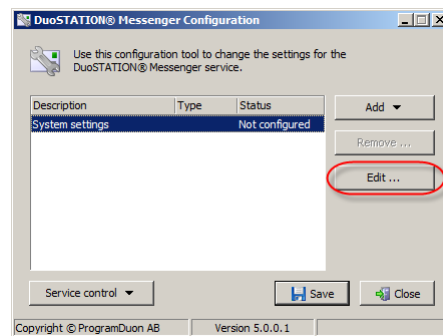 DuoSTATION® Messenger Configuration
Use this configuration tool to change the settings for the
DuoSTATION® Messenger service.
Description Type Status
System settings Not configured
Add
Remove ...
Edit ...
Service control Save Close
Copyright © ProgramDuon AB Version 5.0.0.1